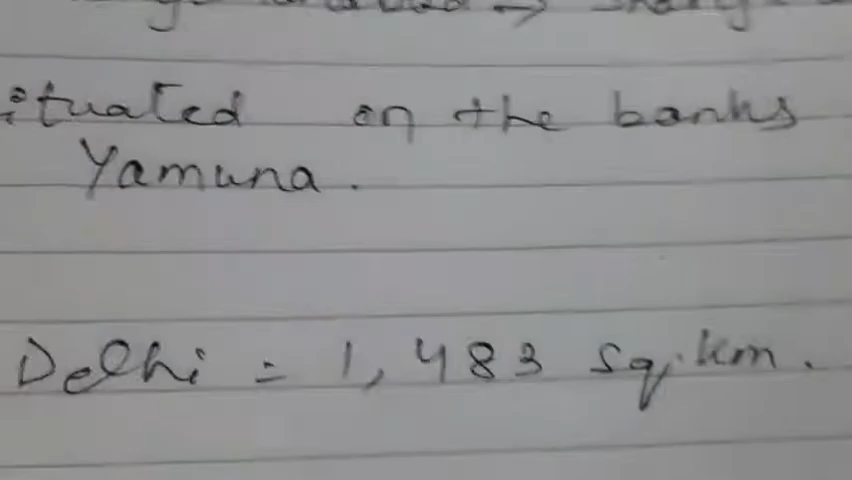 situated on the banks
Yamuna.
Delhi = 1,483 sq.km.